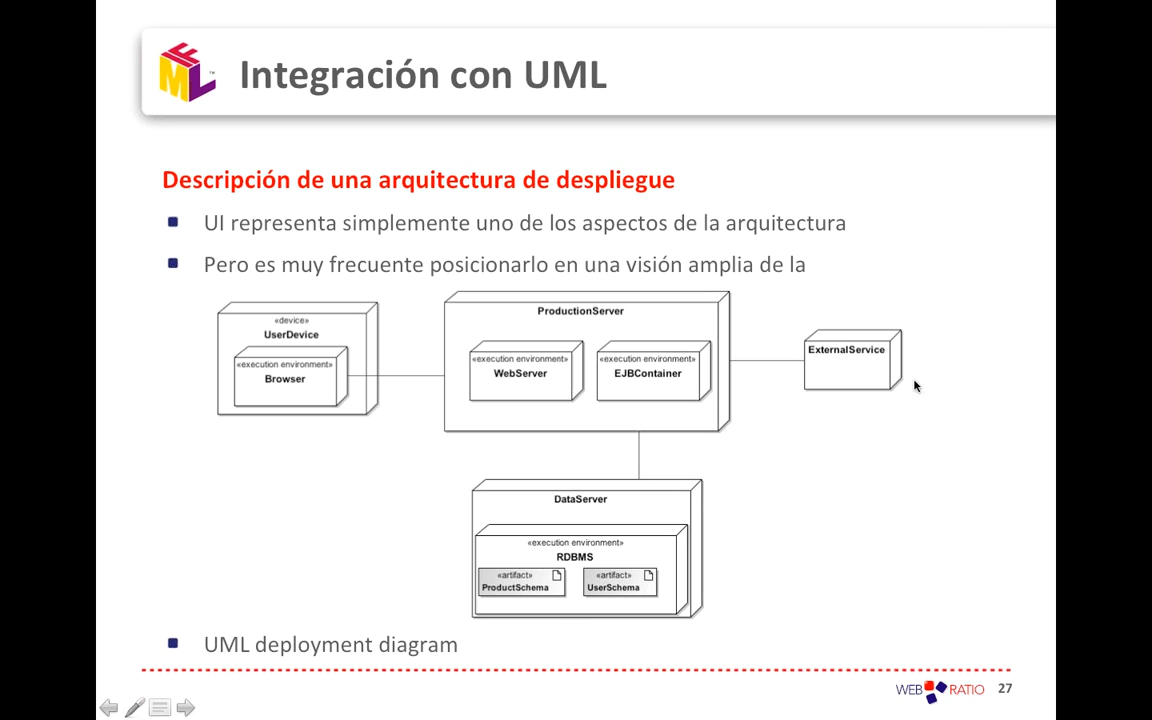 IFML
™
Integración con UML
Descripción de una arquitectura de despliegue
UI representa simplemente uno de los aspectos de la arquitectura
Pero es muy frecuente posicionarlo en una visión amplia de la
«device»
UserDevice
«execution environment»
Browser
ProductionServer
«execution environment»
WebServer
«execution environment»
EJBContainer
ExternalService
DataServer
«execution environment»
RDBMS
«artifact»
ProductSchema
«artifact»
UserSchema
UML deployment diagram
WEB RATIO
27